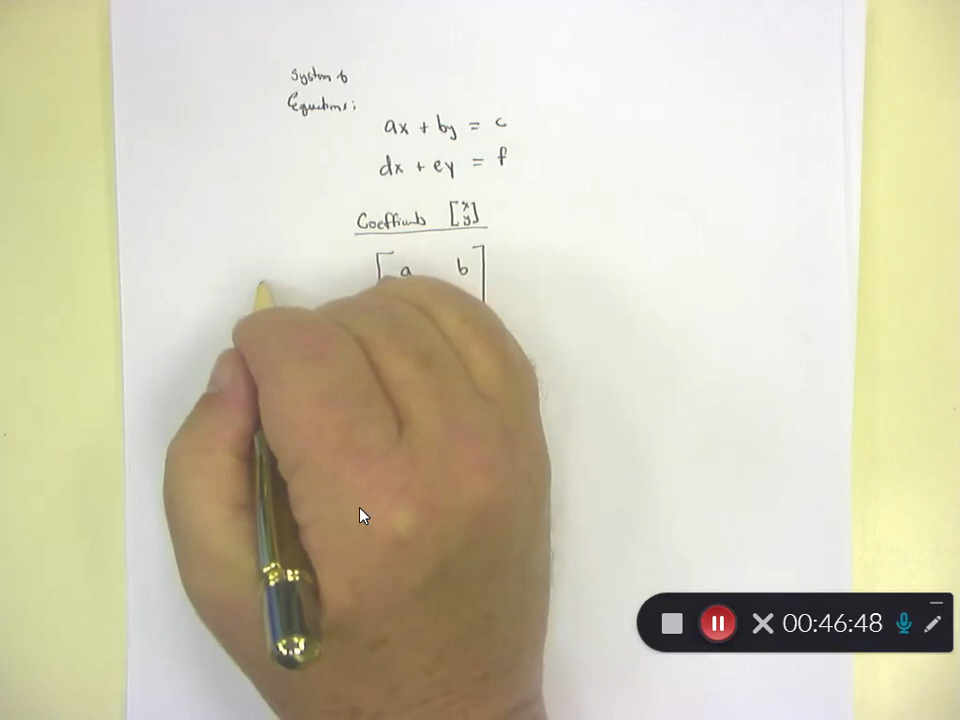 System of
Equations:
ax + by = c
dx + ey = f
Coefficients [x y]
a b
00:46:48